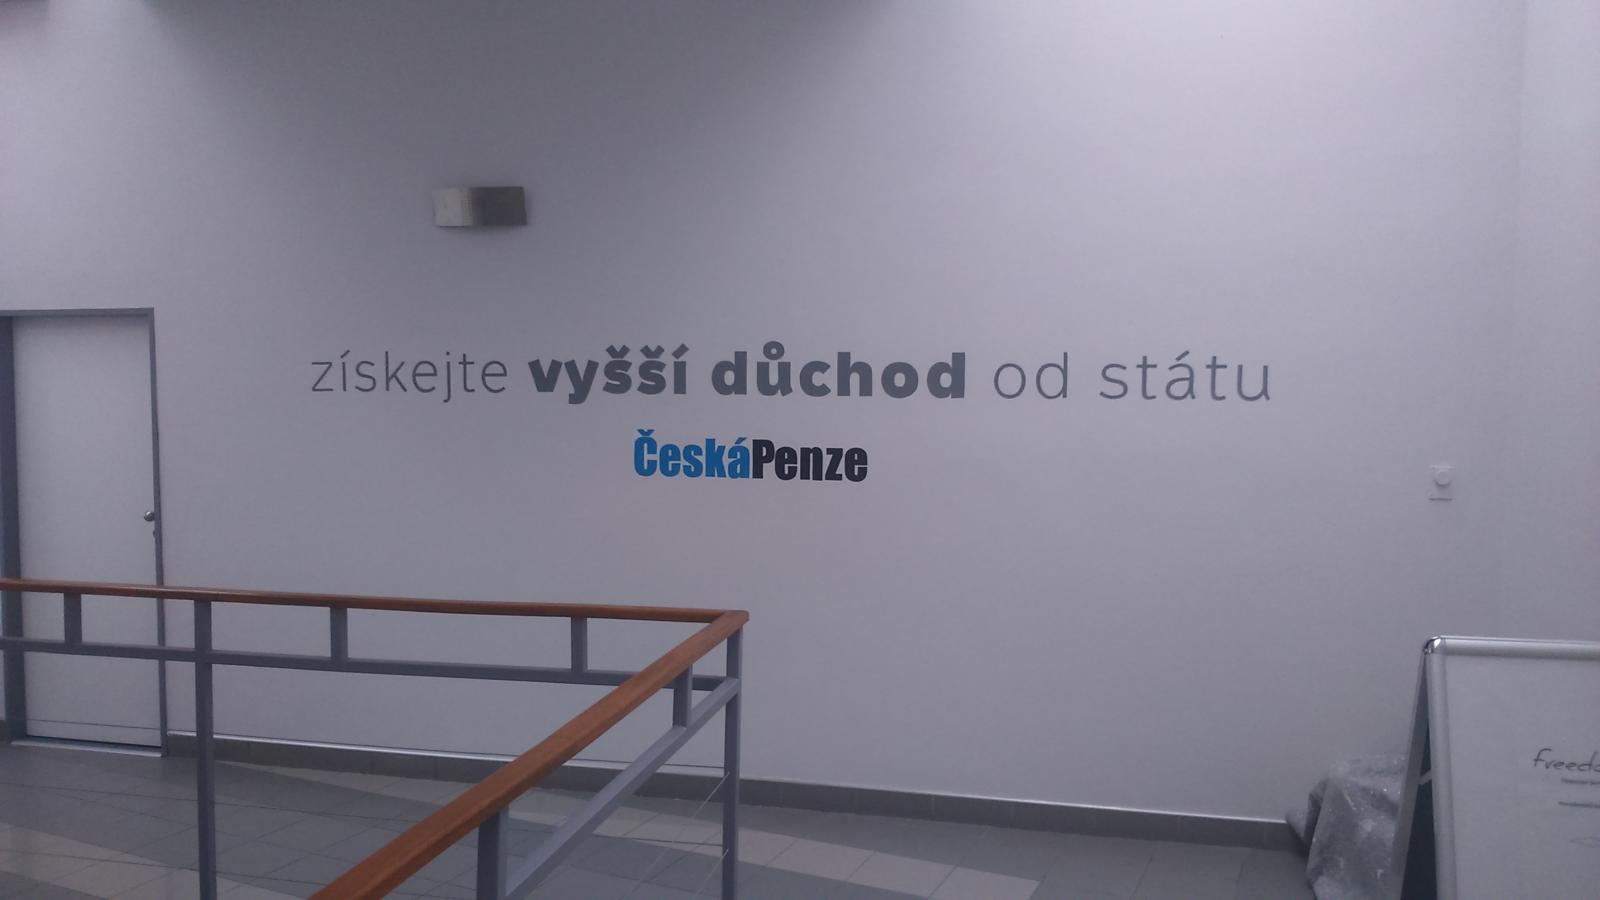 získejte vyšší důchod od státu
ČeskáPenze